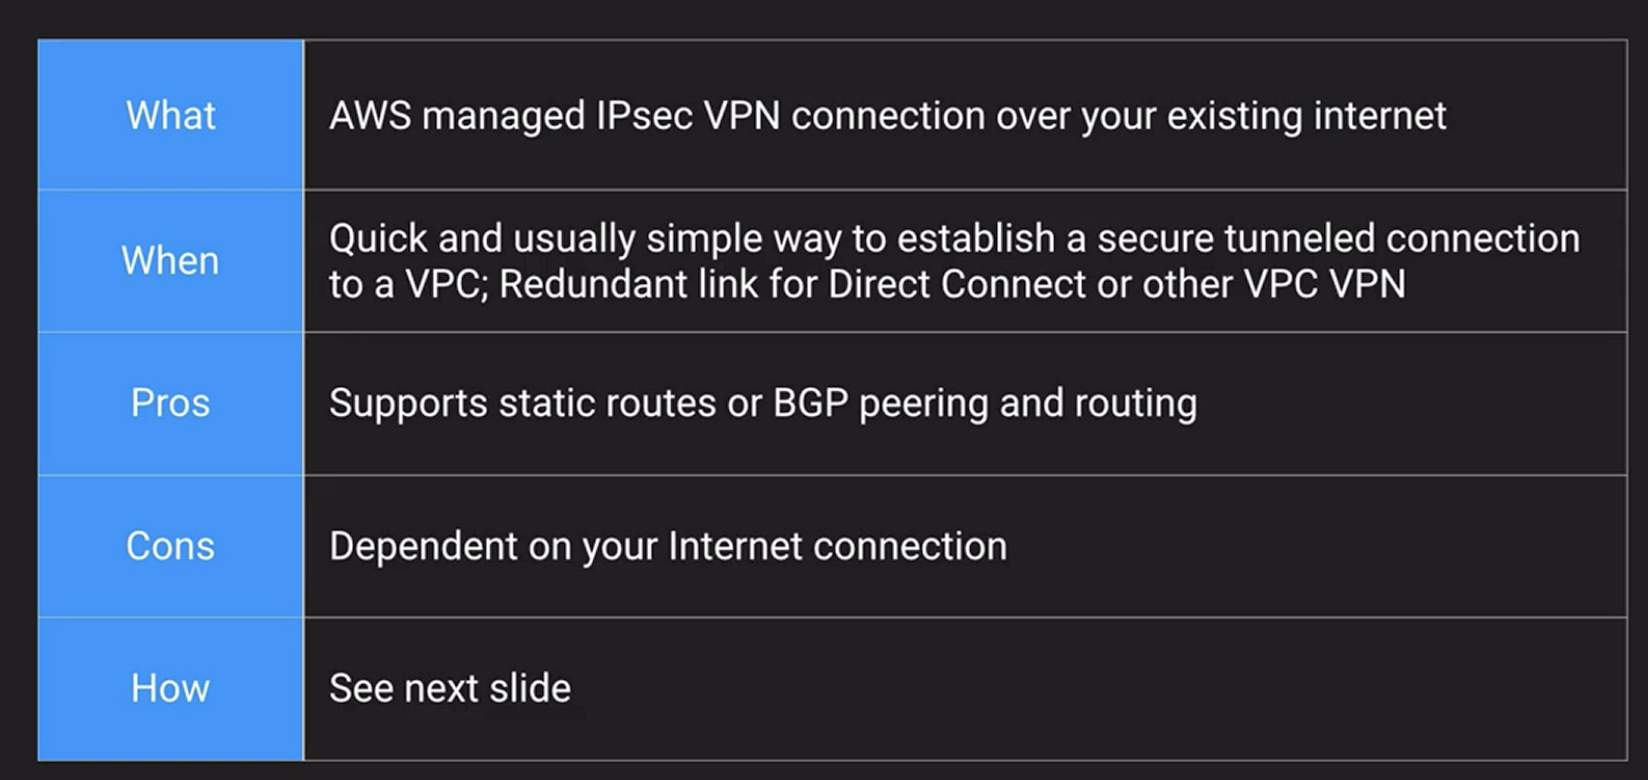 What
AWS managed IPsec VPN connection over your existing internet
When
Quick and usually simple way to establish a secure tunneled connection
to a VPC; Redundant link for Direct Connect or other VPC VPN
Pros
Supports static routes or BGP peering and routing
Cons
Dependent on your Internet connection
How
See next slide